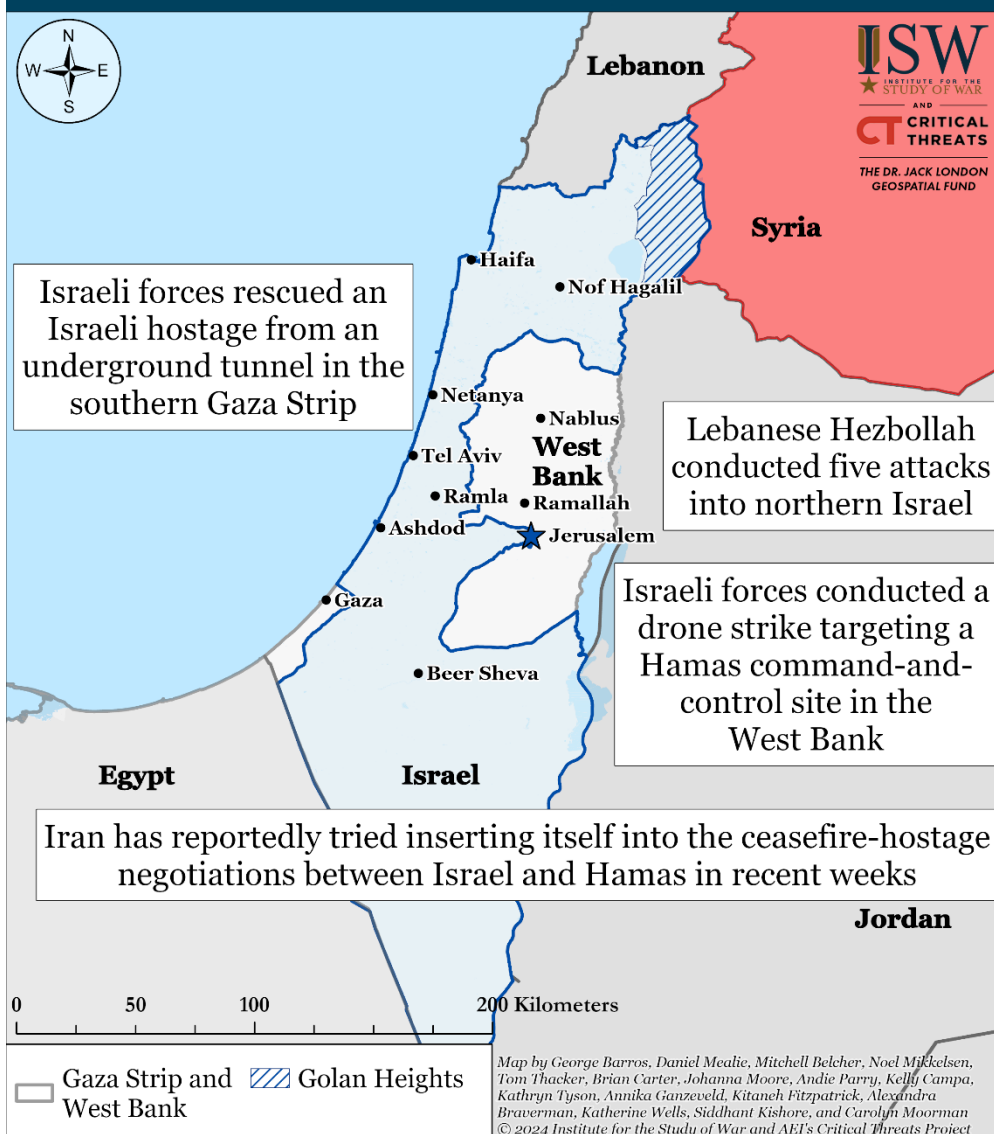 N
W
E
S
Lebanon
ISW
INSTITUTE FOR THE
STUDY OF WAR
AND
CT CRITICAL
THREATS
THE DR. JACK LONDON
GEOSPATIAL FUND
Syria
Haifa
Nof Hagalil
Israeli forces rescued an
Israeli hostage from an
underground tunnel in the
southern Gaza Strip
Netanya
Nablus
West
Bank
Tel Aviv
Ramla
Ramallah
Ashdod
Jerusalem
Lebanese Hezbollah
conducted five attacks
into northern Israel
Gaza
Beer Sheva
Israeli forces conducted a
drone strike targeting a
Hamas command-and-
control site in the
West Bank
Egypt
Israel
Iran has reportedly tried inserting itself into the ceasefire-hostage
negotiations between Israel and Hamas in recent weeks
Jordan
0 50 100 200 Kilometers
Gaza Strip and
West Bank
Golan Heights
Map by George Barros, Daniel Mealie, Mitchell Belcher, Noel Mikkelsen,
Tom Thacker, Brian Carter, Johanna Moore, Andie Parry, Kelly Campa,
Kathryn Tyson, Annika Ganzeveld, Kitaneh Fitzpatrick, Alexandra
Braverman, Katherine Wells, Siddhant Kishore, and Carolyn Moorman
© 2024 Institute for the Study of War and AEI's Critical Threats Project